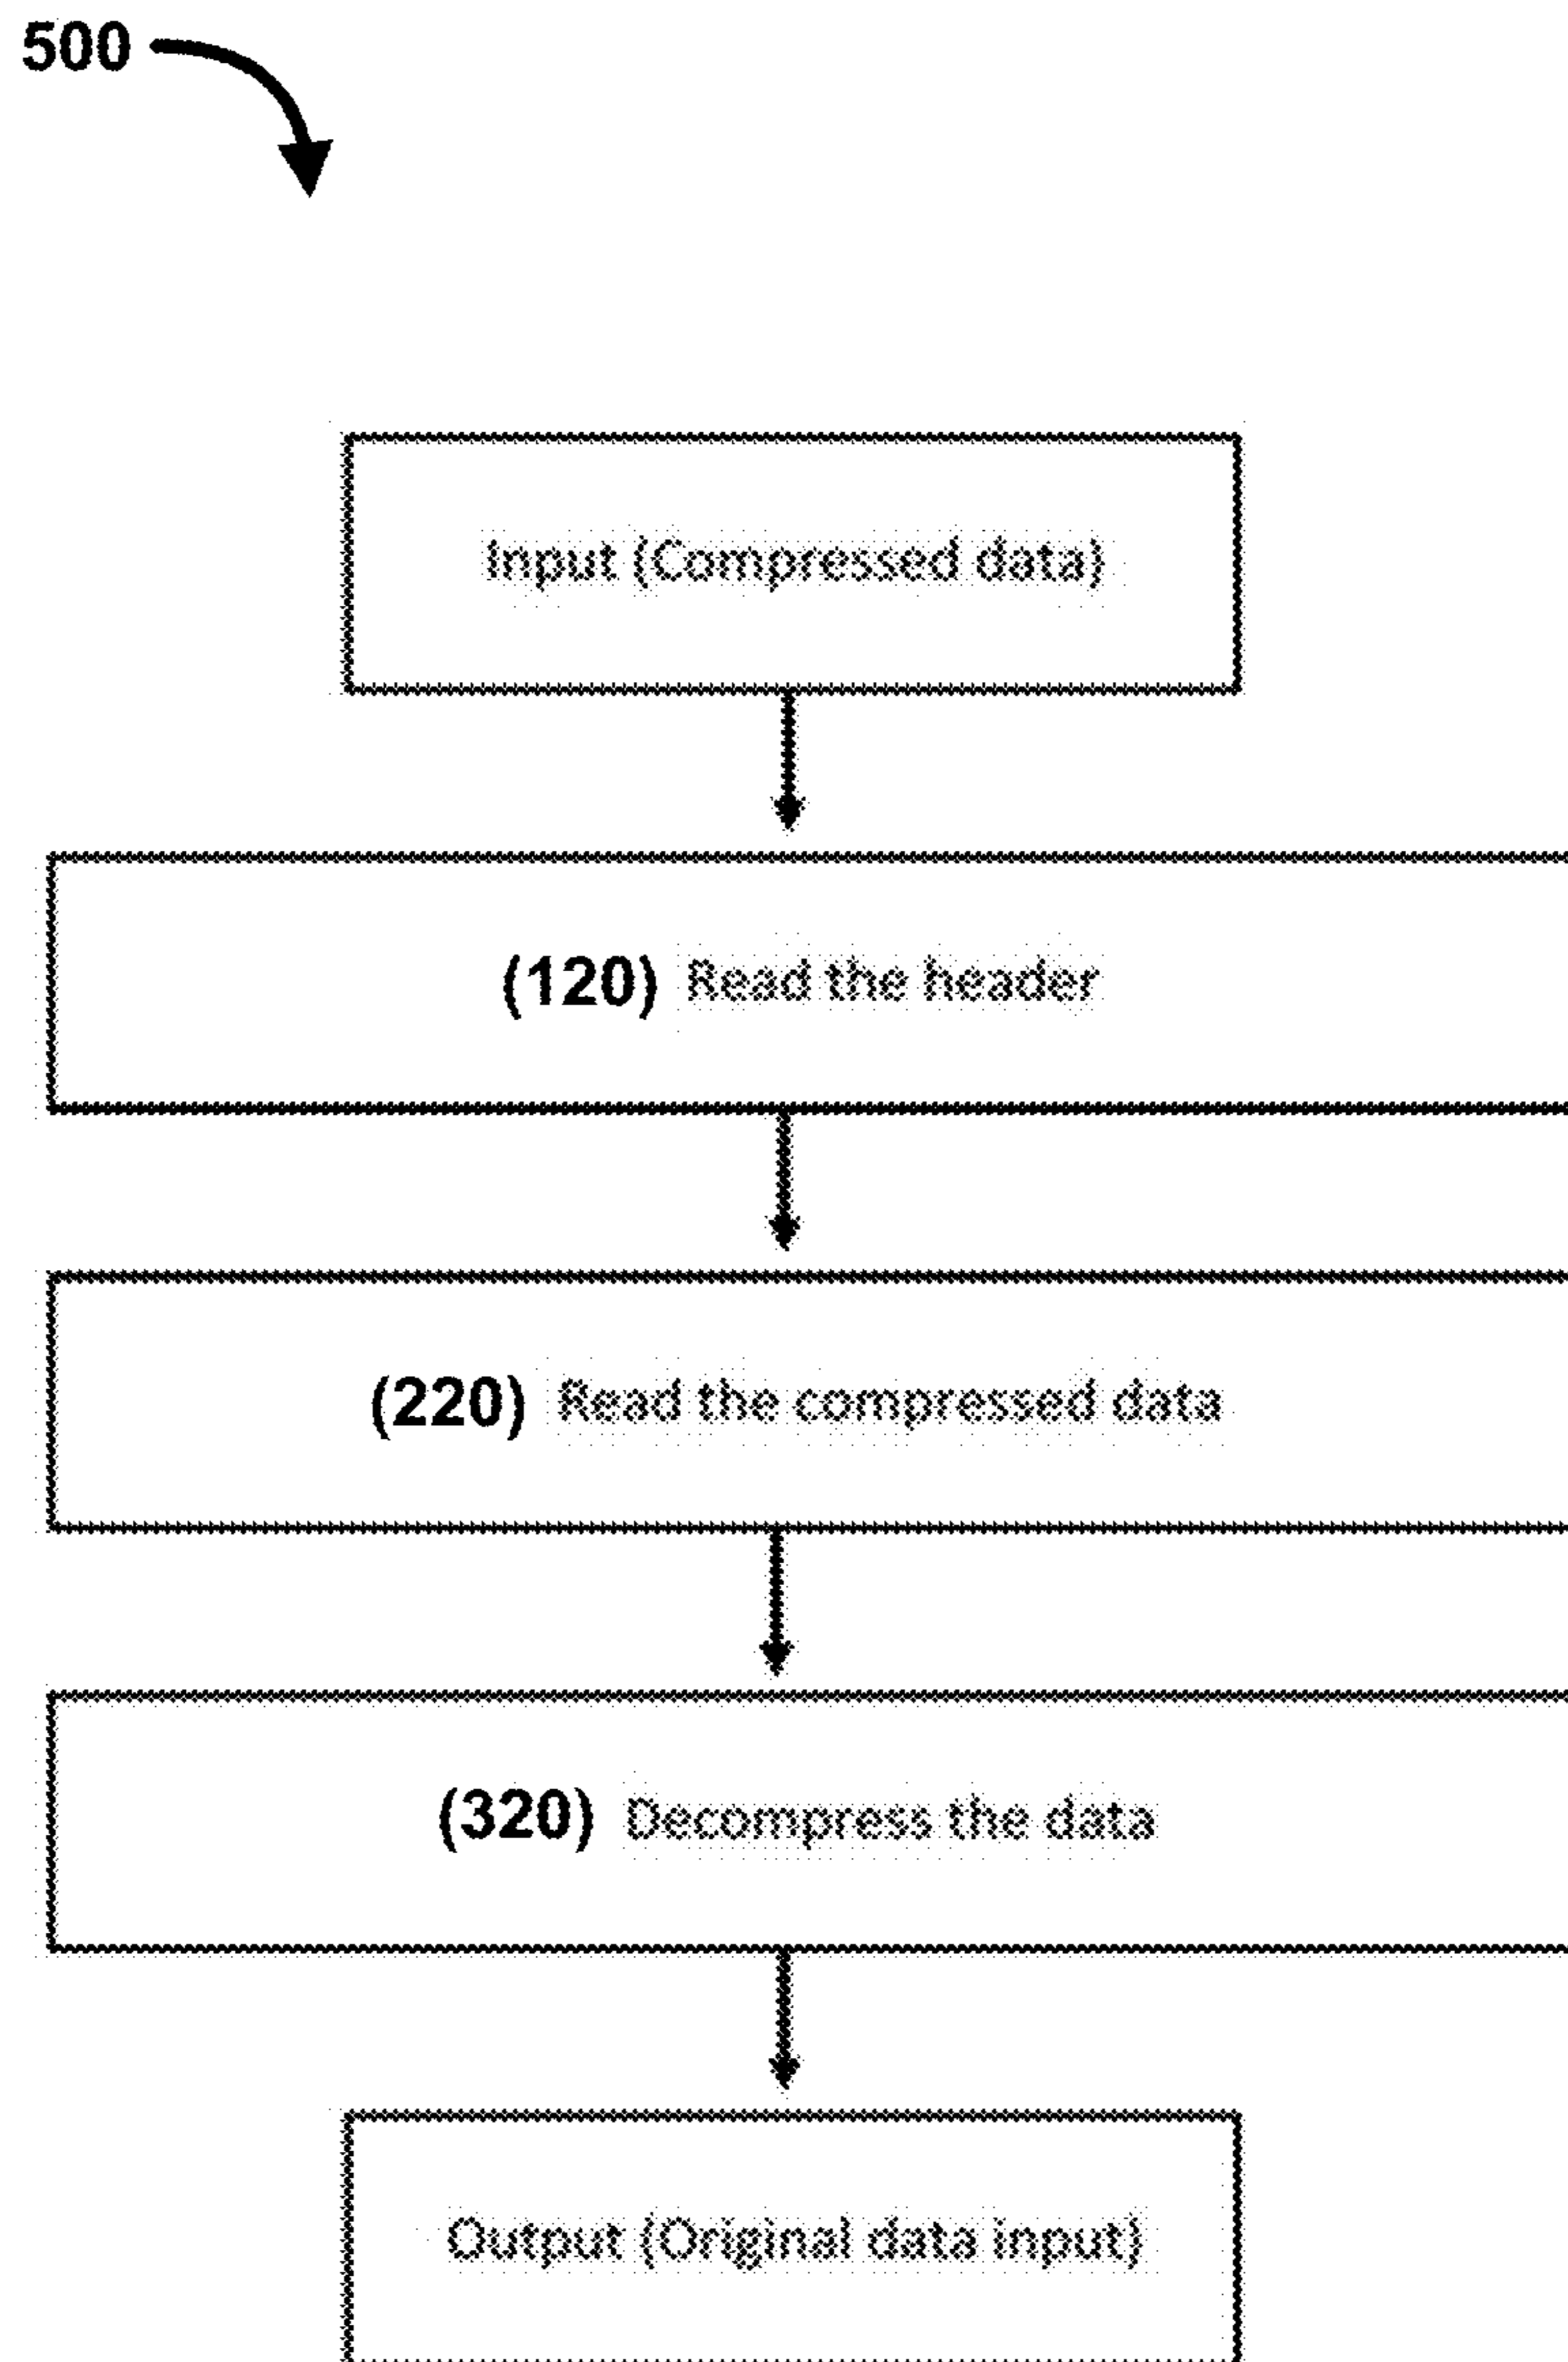 500
Input (Compressed data)
(120) Read the header
(220) Read the compressed data
(320) Decompress the data
Output (Original data input)